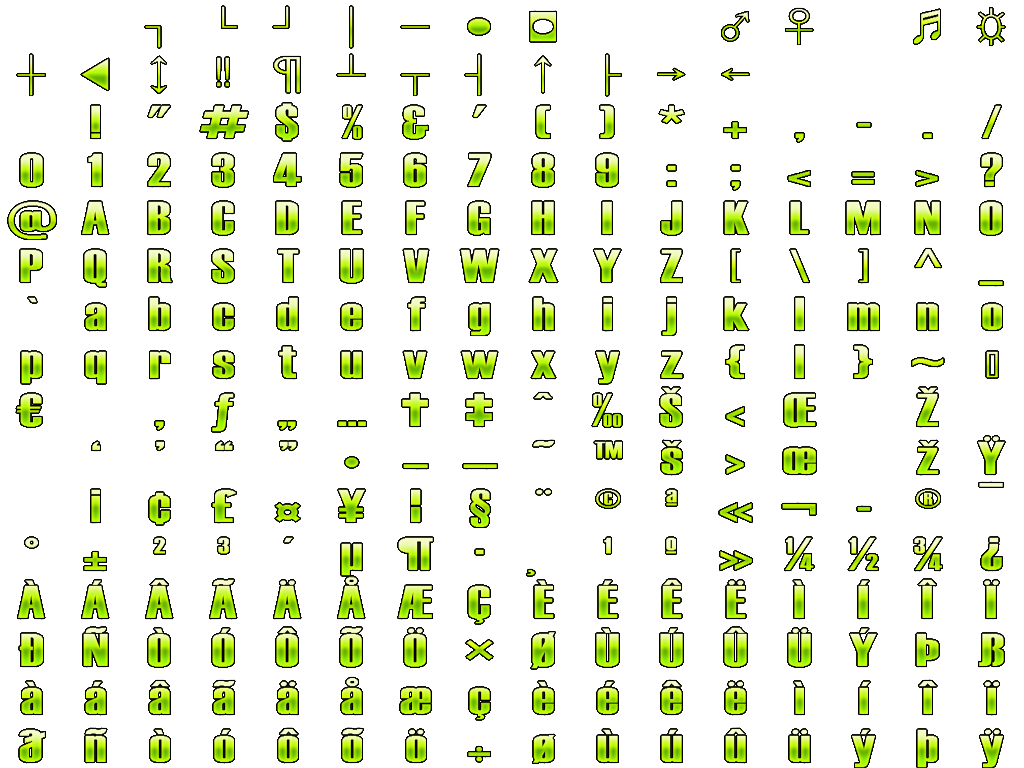 ┐ └ ┘ │ ─ ● ◘ ♂ ♀ ♬ ☼
┼ ◄ ↕ ‼ ¶ ┴ ┬ ┤ ↑ ├ → ←
! " # $ % & ' ( ) * + , - . /
0 1 2 3 4 5 6 7 8 9 : ; < = > ?
@ A B C D E F G H I J K L M N O
P Q R S T U V W X Y Z [ \ ] ^ _
` a b c d e f g h i j k l m n o
p q r s t u v w x y z { | } ~ ▯
€ ‚ ƒ „ … † ‡ ˆ ‰ Š < Œ Ž
‘ ’ “ ” • – — ˜ ™ Š > œ Ž Ÿ
¡ ¢ £ ¤ ¥ ¦ § ¨ © ª « ¬ - ® ¯
° ± ² ³ ´ µ ¶ · ¸ ¹ º » ¼ ½ ¾ ¿
À Á Â Ã Ä Å Æ Ç È É Ê Ë Ì Í Î Ï
Ð Ñ Ò Ó Ô Õ Ö × Ø Ù Ú Û Ü Ý Þ ß
à á â ã ä å æ ç è é ê ë ì í î ï
ð ñ ò ó ô õ ö ÷ ø ù ú û ü ý þ ÿ